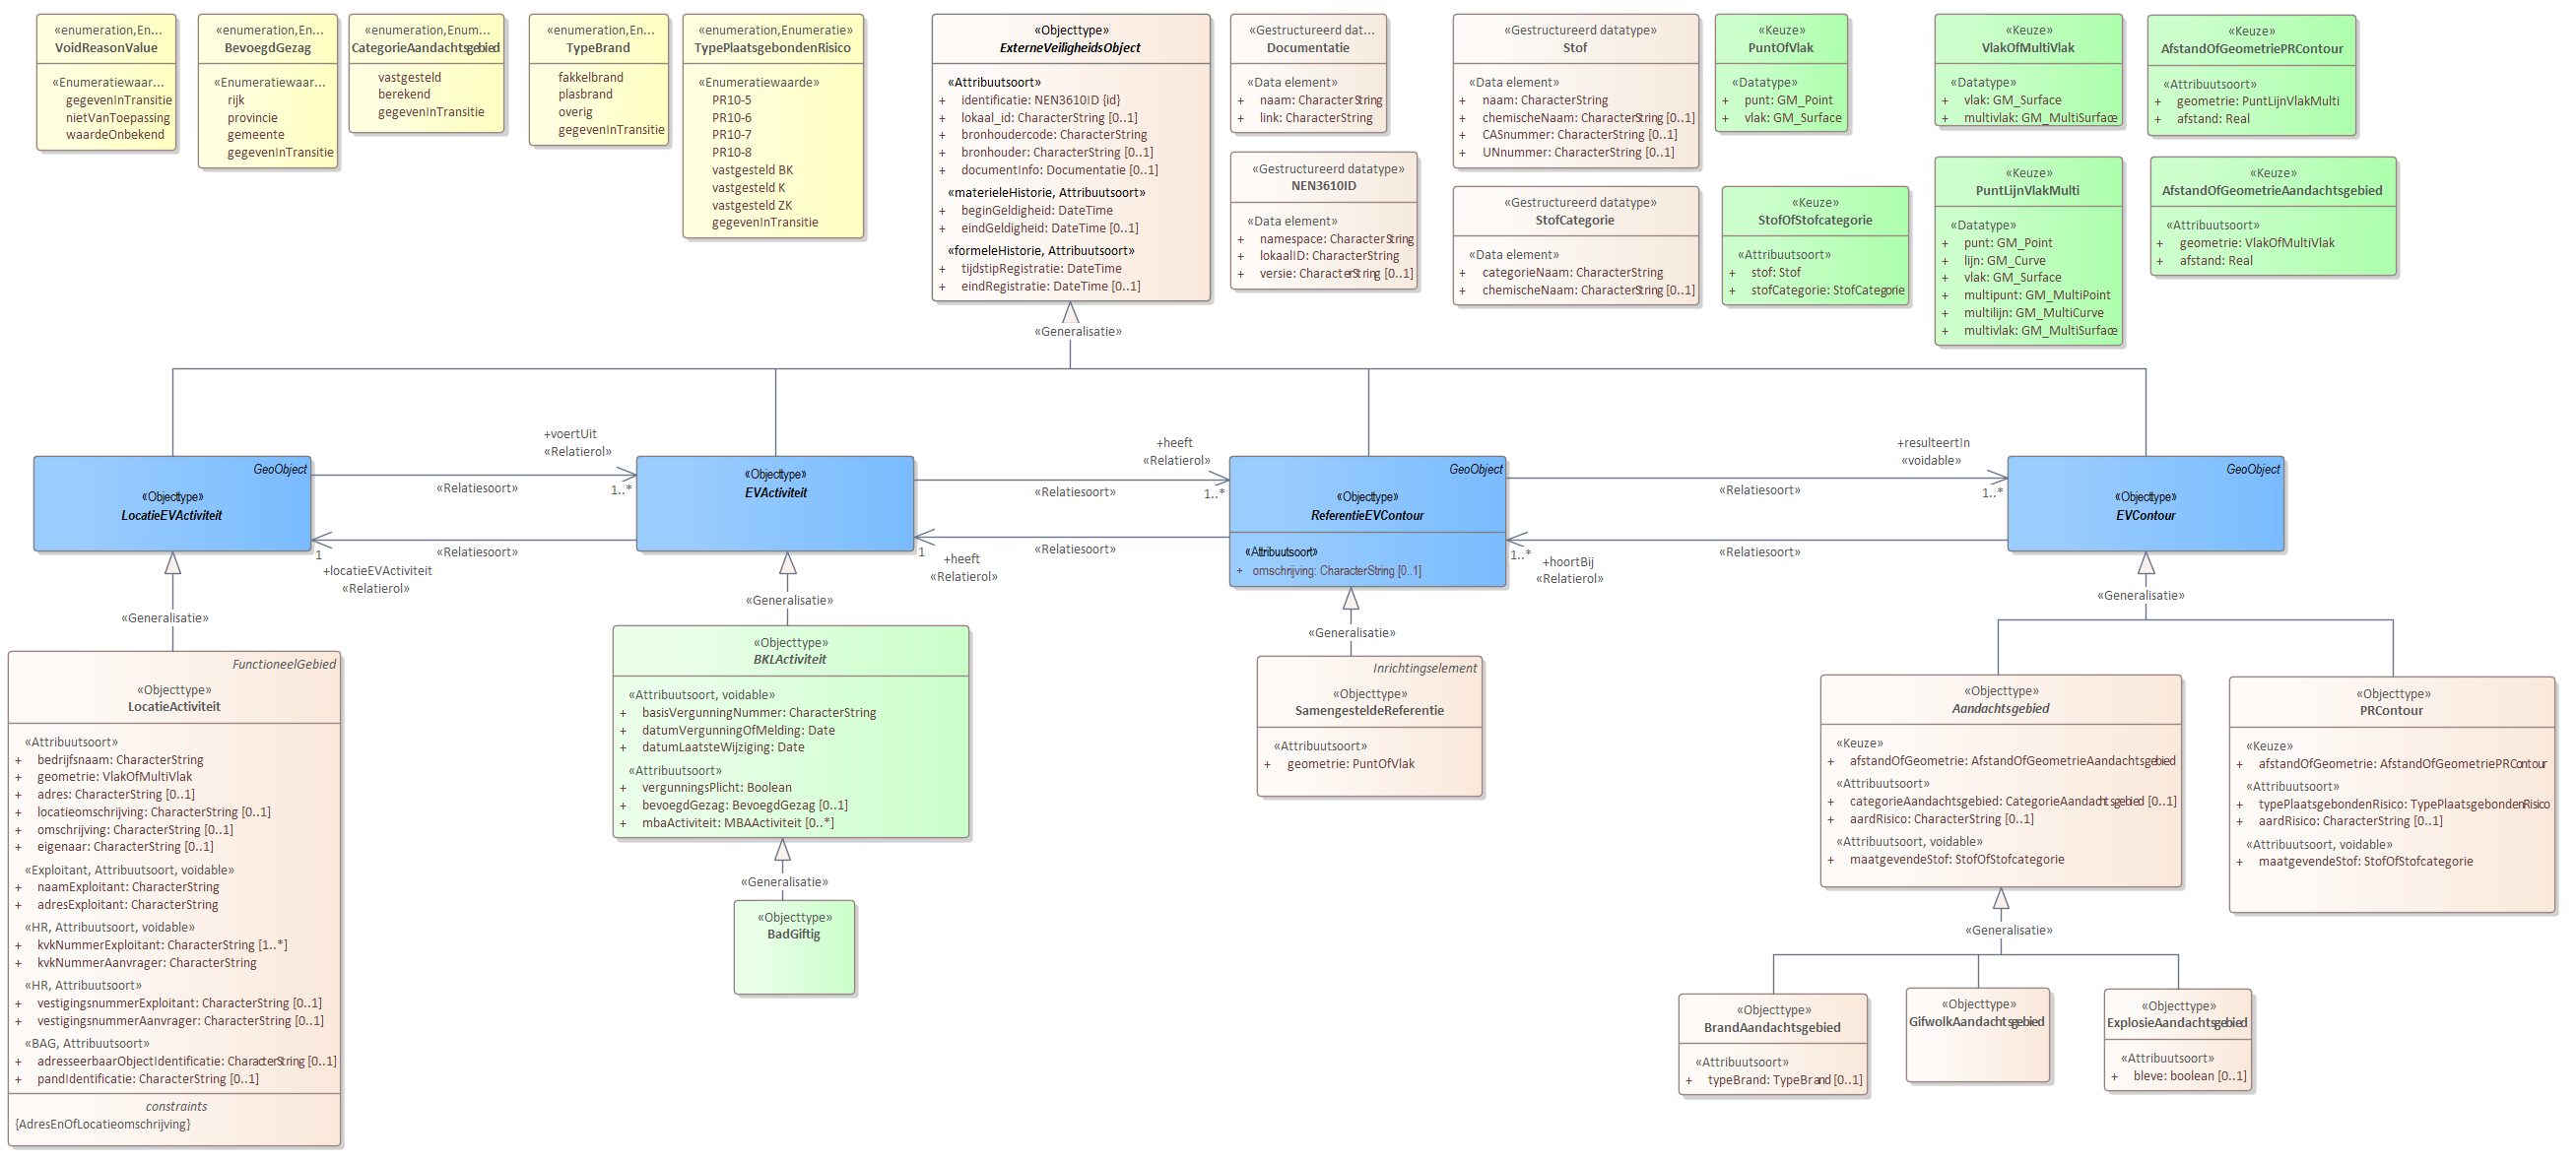 «enumeration,En...
VoidReasonValue
«Enumeratiewaar...
gegevenInTransitie
nietVanToepassing
waardeOnbekend
«enumeration,En...
BevoegdGezag
«Enumeratiewaar...
rijk
provincie
gemeente
gegevenInTransitie
«enumeration,Enum...
CategorieAandachtsgebied
vastgesteld
berekend
gegevenInTransitie
«enumeration,En...
TypeBrand
fakkelbrand
plasbrand
overig
gegevenInTransitie
«enumeration,Enumeratie»
TypePlaatsgebondenRisico
«Enumeratiewaarde»
PR10-5
PR10-6
PR10-7
PR10-8
vastgesteld BK
vastgesteld K
vastgesteld ZK
gegevenInTransitie
«Objecttype»
ExterneVeiligheidsObject
«Attribuutsoort»
+ identificatie: NEN3610ID {id}
+ lokaal_id: CharacterString [0..1]
+ bronhoudercode: CharacterString
+ bronhouder: CharacterString [0..1]
+ documentInfo: Documentatie [0..1]
«materieleHistorie, Attribuutsoort»
+ beginGeldigheid: DateTime
+ eindGeldigheid: DateTime [0..1]
«formeleHistorie, Attribuutsoort»
+ tijdstipRegistratie: DateTime
+ eindRegistratie: DateTime [0..1]
«Gestructureerd dat...
Documentatie
«Data element»
+ naam: CharacterString
+ link: CharacterString
«Gestructureerd datatype»
NEN3610ID
«Data element»
+ namespace: CharacterString
+ lokaalID: CharacterString
+ versie: CharacterString [0..1]
«Gestructureerd datatype»
Stof
«Data element»
+ naam: CharacterString
+ chemischeNaam: CharacterString [0..1]
+ CASnummer: CharacterString [0..1]
+ UNnummer: CharacterString [0..1]
«Gestructureerd datatype»
StofCategorie
«Data element»
+ categorieNaam: CharacterString
+ chemischeNaam: CharacterString [0..1]
«Keuze»
PuntOfVlak
«Datatype»
+ punt: GM_Point
+ vlak: GM_Surface
«Keuze»
StofOfStofcategorie
«Attribuutsoort»
+ stof: Stof
+ stofCategorie: StofCategorie
«Keuze»
VlakOfMultiVlak
«Datatype»
+ vlak: GM_Surface
+ multivlak: GM_MultiSurface
«Keuze»
PuntLijnVlakMulti
«Datatype»
+ punt: GM_Point
+ lijn: GM_Curve
+ vlak: GM_Surface
+ multipunt: GM_MultiPoint
+ multilijn: GM_MultiCurve
+ multivlak: GM_MultiSurface
«Keuze»
AfstandOfGeometriePRContour
«Attribuutsoort»
+ geometrie: PuntLijnVlakMulti
+ afstand: Real
«Keuze»
AfstandOfGeometrieAandachtsgebied
«Attribuutsoort»
+ geometrie: VlakOfMultiVlak
+ afstand: Real
«Generalisatie»
GeoObject
«Objecttype»
LocatieEVActiviteit
+voertUit
«Relatierol»
«Relatiesoort»
1..*
«Relatiesoort»
1
+locatieEVActiviteit
«Relatierol»
«Objecttype»
EVActiviteit
+heeft
«Relatierol»
«Relatiesoort»
1..*
«Relatiesoort»
1
+heeft
«Relatierol»
GeoObject
«Objecttype»
ReferentieEVContour
«Attribuutsoort»
+ omschrijving: CharacterString [0..1]
+resulteertIn
«voidable»
«Relatiesoort»
1..*
«Relatiesoort»
1..*
+hoortBij
«Relatierol»
GeoObject
«Objecttype»
EVContour
«Generalisatie»
FunctioneelGebied
«Objecttype»
LocatieActiviteit
«Attribuutsoort»
+ bedrijfsnaam: CharacterString
+ geometrie: VlakOfMultiVlak
+ adres: CharacterString [0..1]
+ locatieomschrijving: CharacterString [0..1]
+ omschrijving: CharacterString [0..1]
+ eigenaar: CharacterString [0..1]
«Exploitant, Attribuutsoort, voidable»
+ naamExploitant: CharacterString
+ adresExploitant: CharacterString
«HR, Attribuutsoort, voidable»
+ kvkNummerExploitant: CharacterString [1..*]
+ kvkNummerAanvrager: CharacterString
«HR, Attribuutsoort»
+ vestigingsnummerExploitant: CharacterString [0..1]
+ vestigingsnummerAanvrager: CharacterString [0..1]
«BAG, Attribuutsoort»
+ adresseerbaarObjectIdentificatie: CharacterString [0..1]
+ pandIdentificatie: CharacterString [0..1]
constraints
{AdresEnOfLocatieomschrijving}
«Generalisatie»
«Objecttype»
BKLActiviteit
«Attribuutsoort, voidable»
+ basisVergunningNummer: CharacterString
+ datumVergunningOfMelding: Date
+ datumLaatsteWijziging: Date
«Attribuutsoort»
+ vergunningsPlicht: Boolean
+ bevoegdGezag: BevoegdGezag [0..1]
+ mbaActiviteit: MBAActiviteit [0..*]
«Generalisatie»
«Objecttype»
BadGiftig
«Generalisatie»
Inrichtingselement
«Objecttype»
SamengesteldeReferentie
«Attribuutsoort»
+ geometrie: PuntOfVlak
«Generalisatie»
«Objecttype»
Aandachtsgebied
«Keuze»
+ afstandOfGeometrie: AfstandOfGeometrieAandachtsgebied
«Attribuutsoort»
+ categorieAandachtsgebied: CategorieAandachtsgebied [0..1]
+ aardRisico: CharacterString [0..1]
«Attribuutsoort, voidable»
+ maatgevendeStof: StofOfStofcategorie
«Objecttype»
PRContour
«Keuze»
+ afstandOfGeometrie: AfstandOfGeometriePRContour
«Attribuutsoort»
+ typePlaatsgebondenRisico: TypePlaatsgebondenRisico
+ aardRisico: CharacterString [0..1]
«Attribuutsoort, voidable»
+ maatgevendeStof: StofOfStofcategorie
«Generalisatie»
«Objecttype»
BrandAandachtsgebied
«Attribuutsoort»
+ typeBrand: TypeBrand [0..1]
«Objecttype»
GifwolkAandachtsgebied
«Objecttype»
ExplosieAandachtsgebied
«Attribuutsoort»
+ bleve: boolean [0..1]